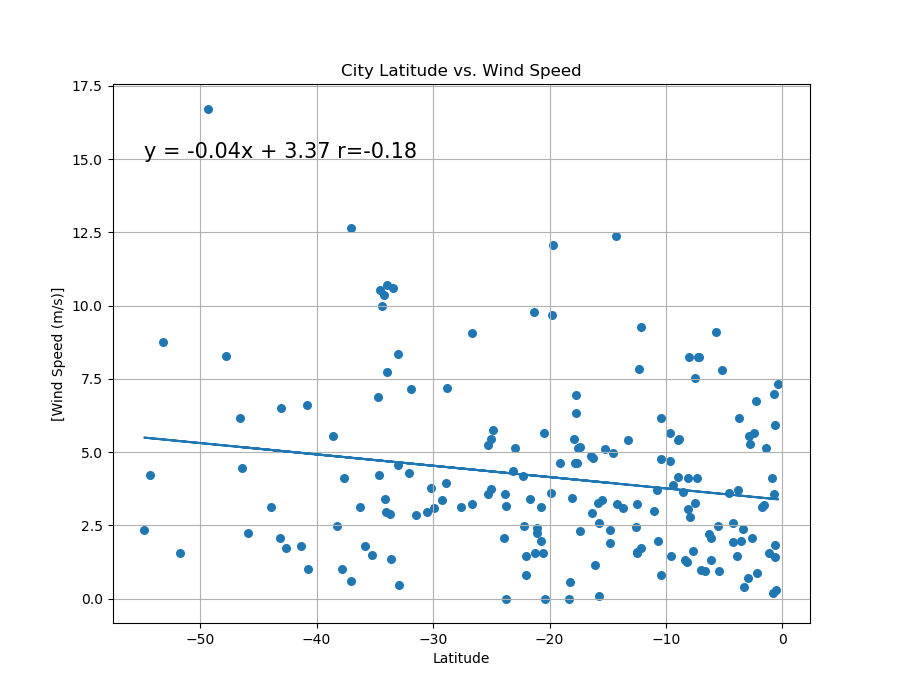 City Latitude vs. Wind Speed
17.5
y = -0.04x + 3.37 r=-0.18
15.0
12.5
10.0
7.5
5.0
2.5
0.0
[Wind Speed (m/s)]
−50 −40 −30 −20 −10 0
Latitude